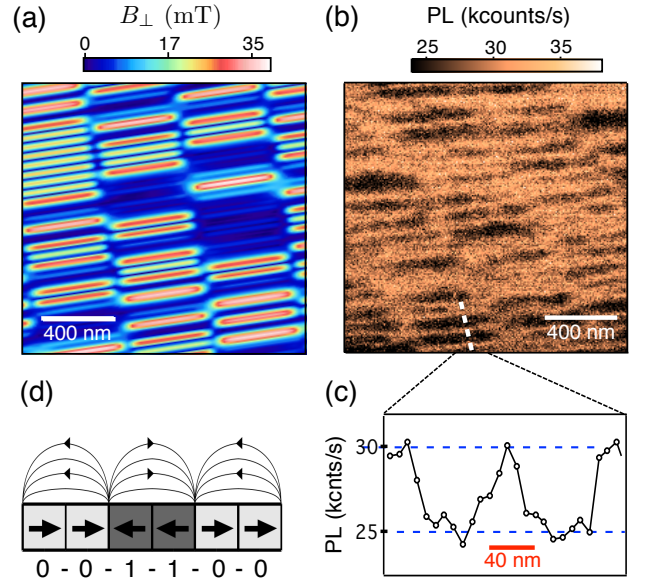 (a)
B⊥ (mT)
0 17 35
400 nm
(b)
PL (kcounts/s)
25 30 35
400 nm
(c)
PL (kcnts/s)
30
25
40 nm
(d)
0 - 0 - 1 - 1 - 0 - 0